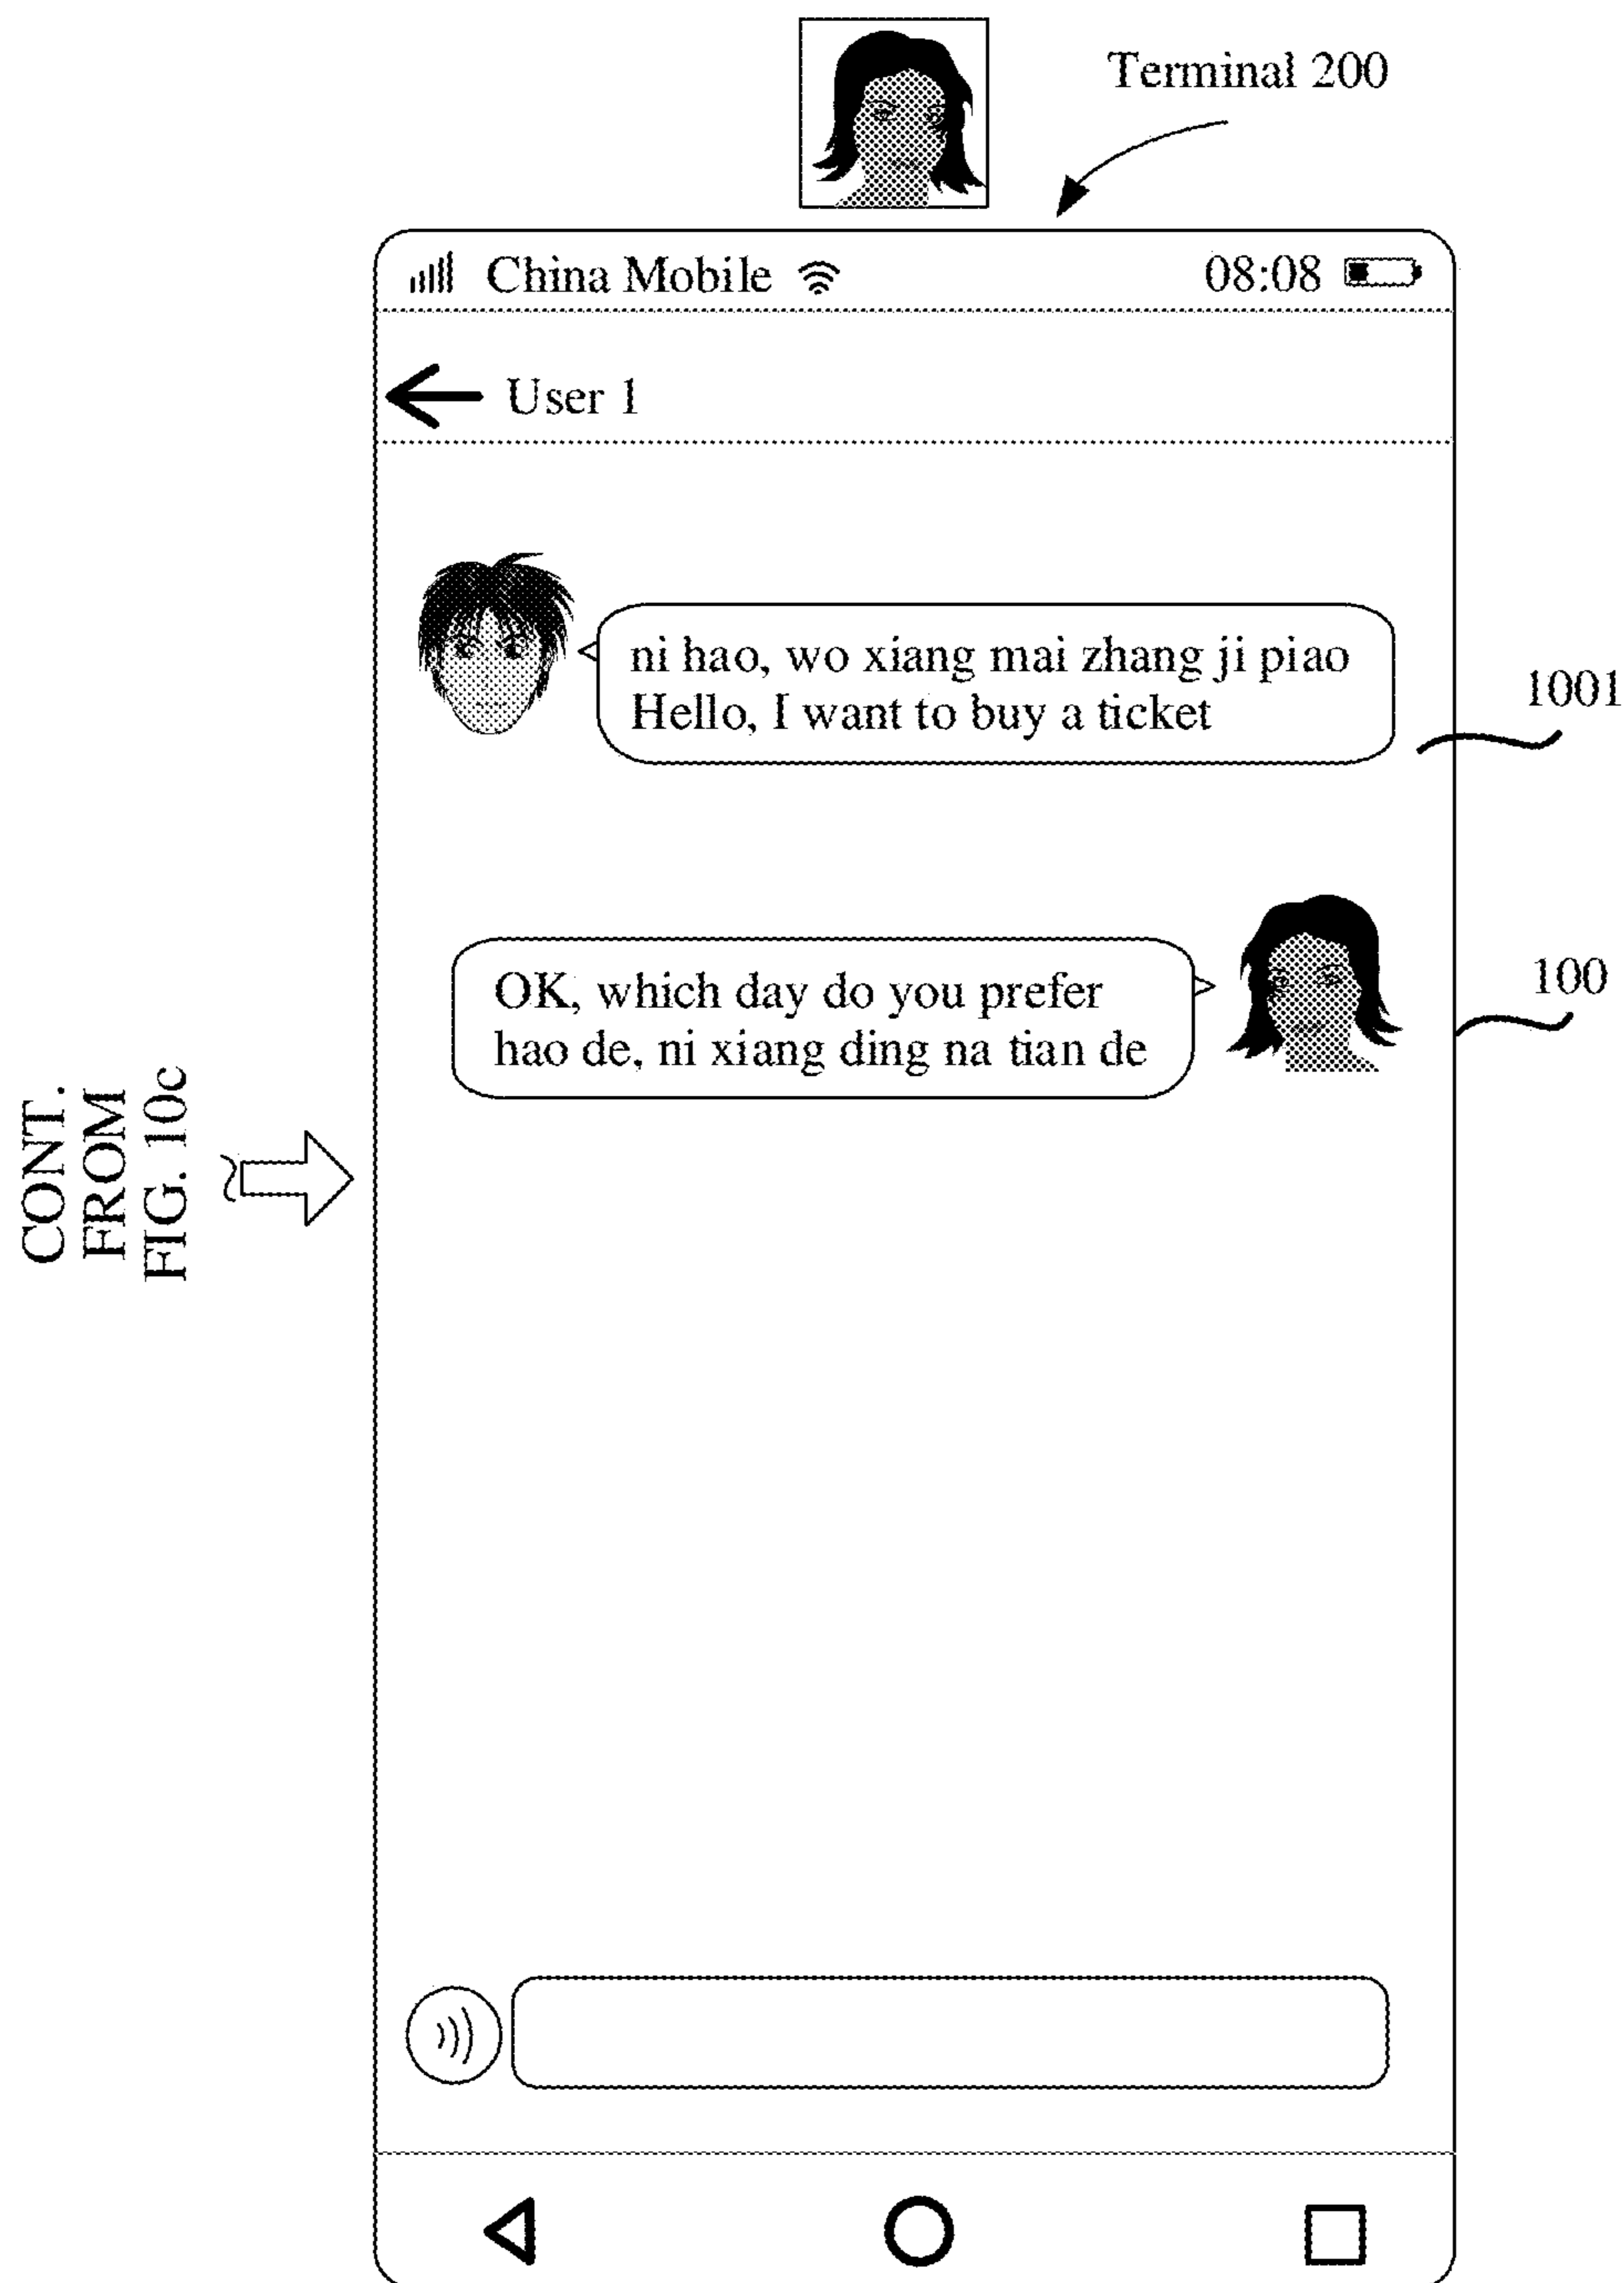 Terminal 200
China Mobile 08:08
User 1
ni hao, wo xiang mai zhang ji piao
Hello, I want to buy a ticket
1001
OK, which day do you prefer
hao de, ni xiang ding na tian de
100
CONT.
FROM
FIG. 10c